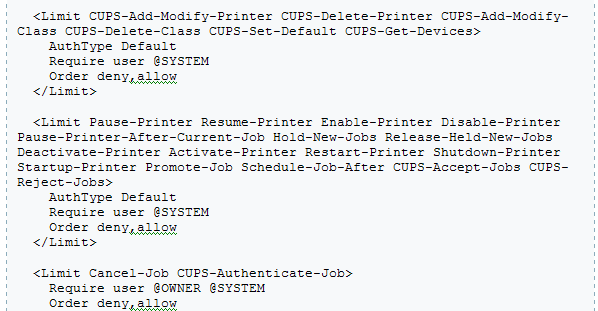 <Limit CUPS-Add-Modify-Printer CUPS-Delete-Printer CUPS-Add-Modify-
Class CUPS-Delete-Class CUPS-Set-Default CUPS-Get-Devices>
AuthType Default
Require user @SYSTEM
Order deny,allow
</Limit>
<Limit Pause-Printer Resume-Printer Enable-Printer Disable-Printer
Pause-Printer-After-Current-Job Hold-New-Jobs Release-Held-New-Jobs
Deactivate-Printer Activate-Printer Restart-Printer Shutdown-Printer
Startup-Printer Promote-Job Schedule-Job-After CUPS-Accept-Jobs CUPS-
Reject-Jobs>
AuthType Default
Require user @SYSTEM
Order deny,allow
</Limit>
<Limit Cancel-Job CUPS-Authenticate-Job>
Require user @OWNER @SYSTEM
Order deny,allow